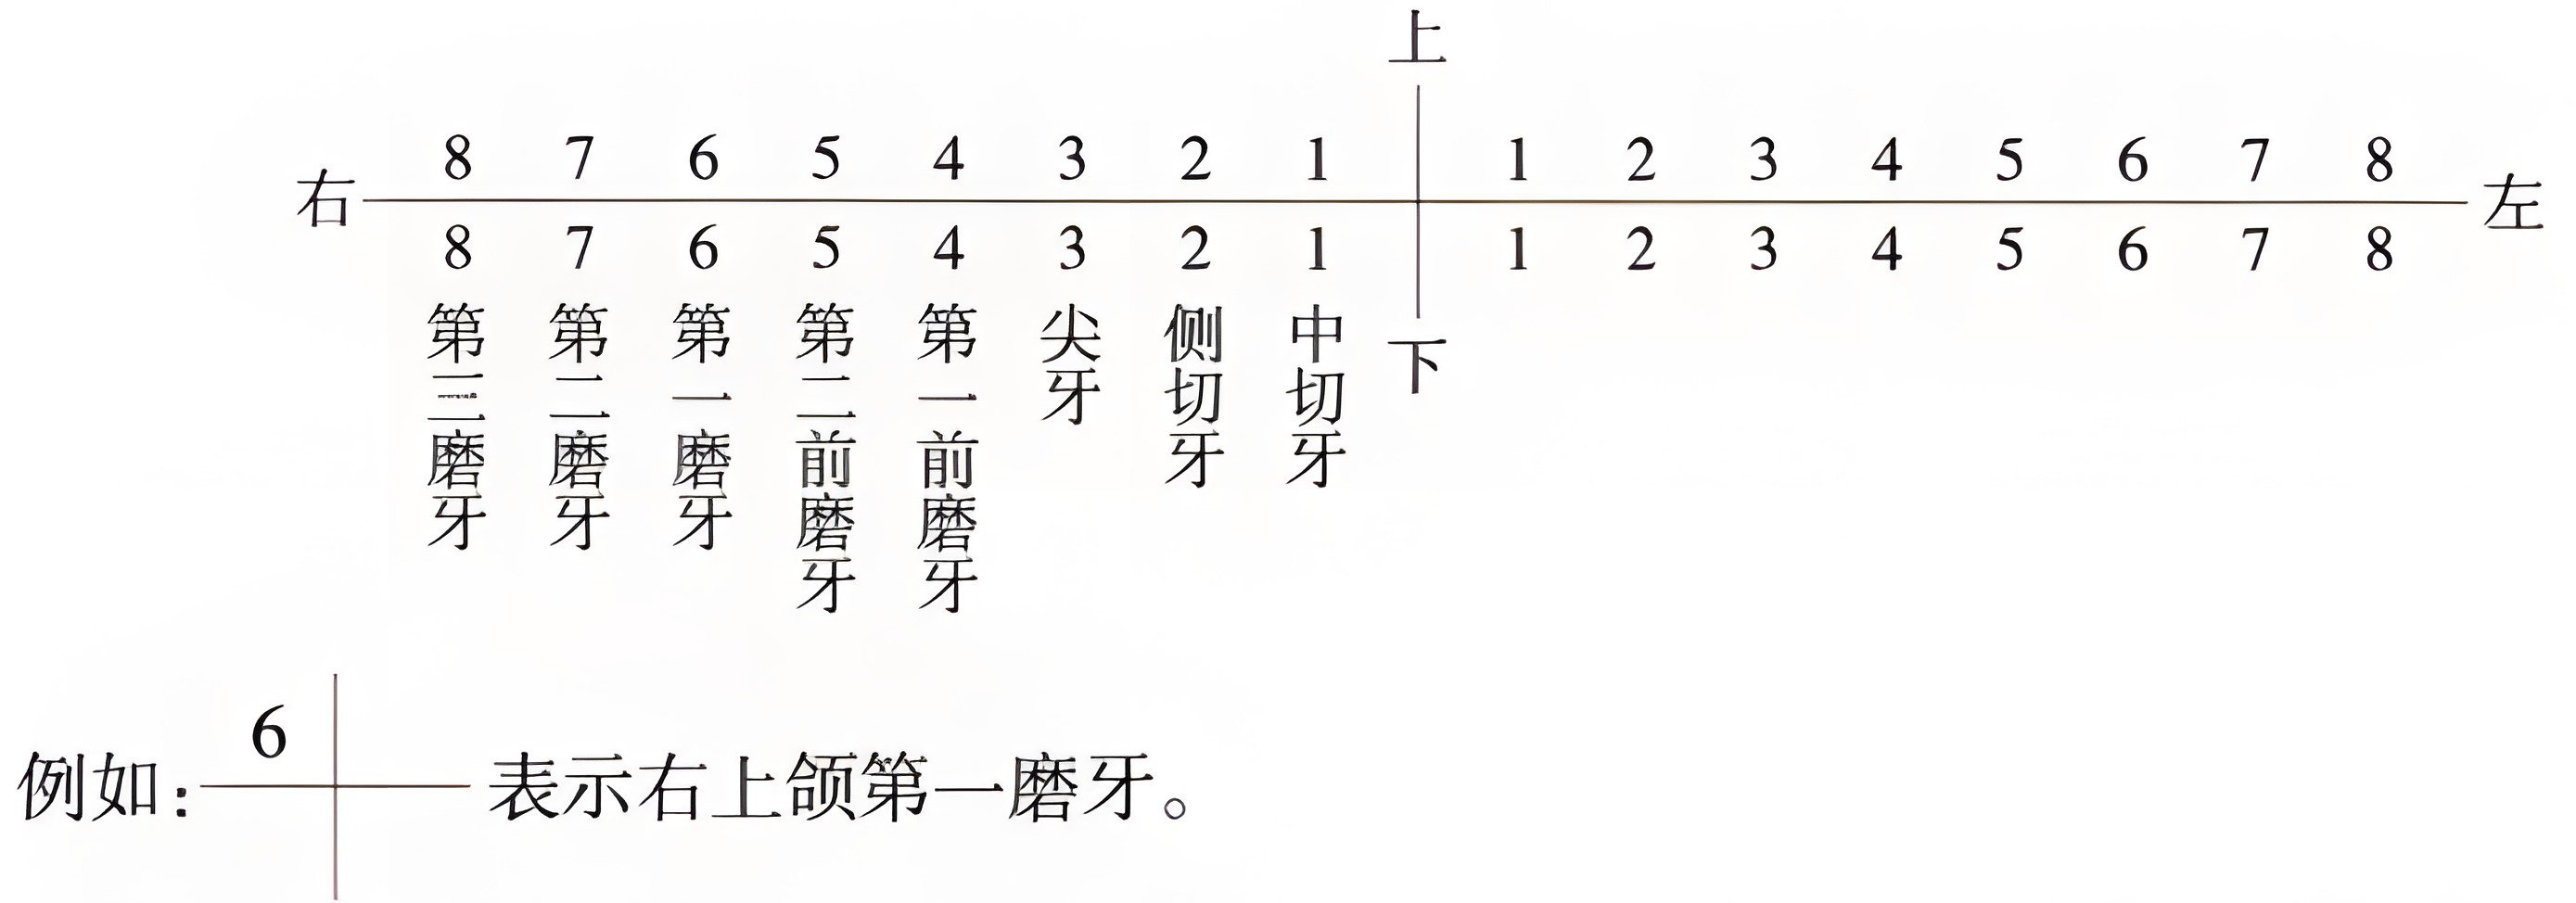 上
右 8 7 6 5 4 3 2 1 1 2 3 4 5 6 7 8 左
8 7 6 5 4 3 2 1 1 2 3 4 5 6 7 8
下
第三磨牙
第二磨牙
第一磨牙
第二前磨牙
第一前磨牙
尖牙
侧切牙
中切牙
6
例如：表示右上颌第一磨牙。